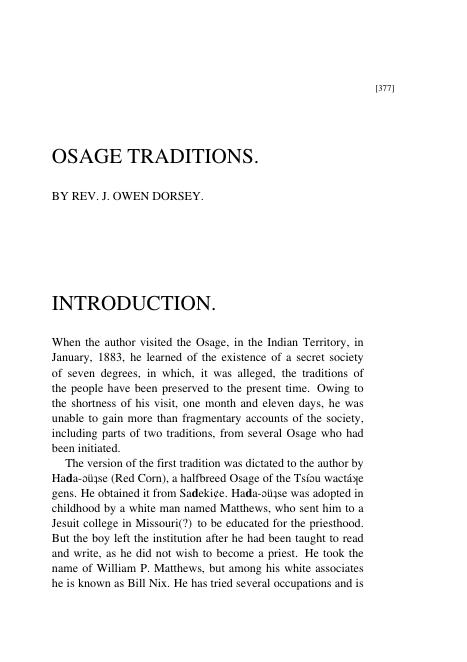 [377]
OSAGE TRADITIONS.
BY REV. J. OWEN DORSEY.
INTRODUCTION.
When the author visited the Osage, in the Indian Territory, in
January, 1883, he learned of the existence of a secret society
of seven degrees, in which, it was alleged, the traditions of
the people have been preserved to the present time. Owing to
the shortness of his visit, one month and eleven days, he was
unable to gain more than fragmentary accounts of the society,
including parts of two traditions, from several Osage who had
been initiated.
The version of the first tradition was dictated to the author by
Hada-ɔüʇse (Red Corn), a halfbreed Osage of the Tsíɔu wactáʞe
gens. He obtained it from Sadekiȼe. Hada-ɔüʇse was adopted in
childhood by a white man named Matthews, who sent him to a
Jesuit college in Missouri(?) to be educated for the priesthood.
But the boy left the institution after he had been taught to read
and write, as he did not wish to become a priest. He took the
name of William P. Matthews, but among his white associates
he is known as Bill Nix. He has tried several occupations and is